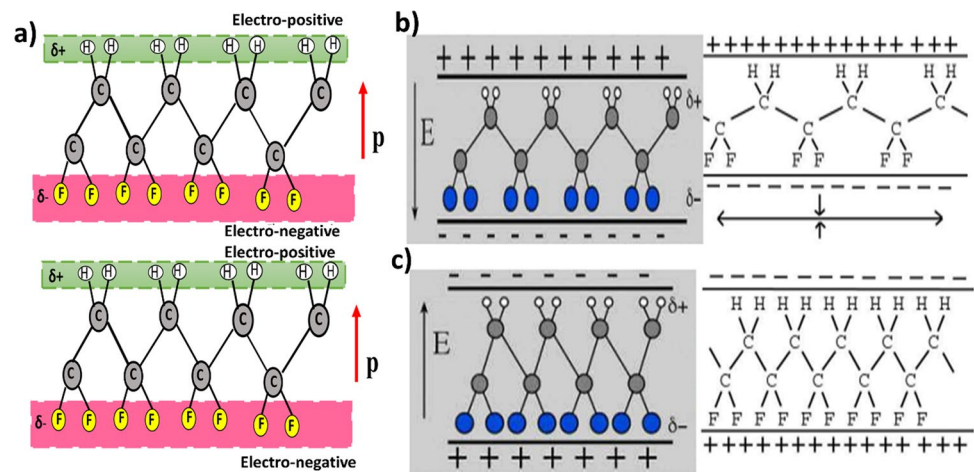 a)
Electro-positive
δ+ H H H H H H H H
C C C C
p
C C C C
δ- F F F F F F F F
Electro-negative
Electro-positive
δ+ H H H H H H H H
C C C C
p
C C C C
δ- F F F F F F F F
Electro-negative
b)
+ + + + + + + + + +
δ+
E
δ−
- - - - - - - - - -
+++++++++++++ +++
H H H H H H
C C C
C C C
F F F F F F
c)
- - - - - - -
δ+
E
δ−
+ + + + + + +
H H H H H H H H H H
C C C C C
C C C C C
F F F F F F F F F F
++++++++++++ +++